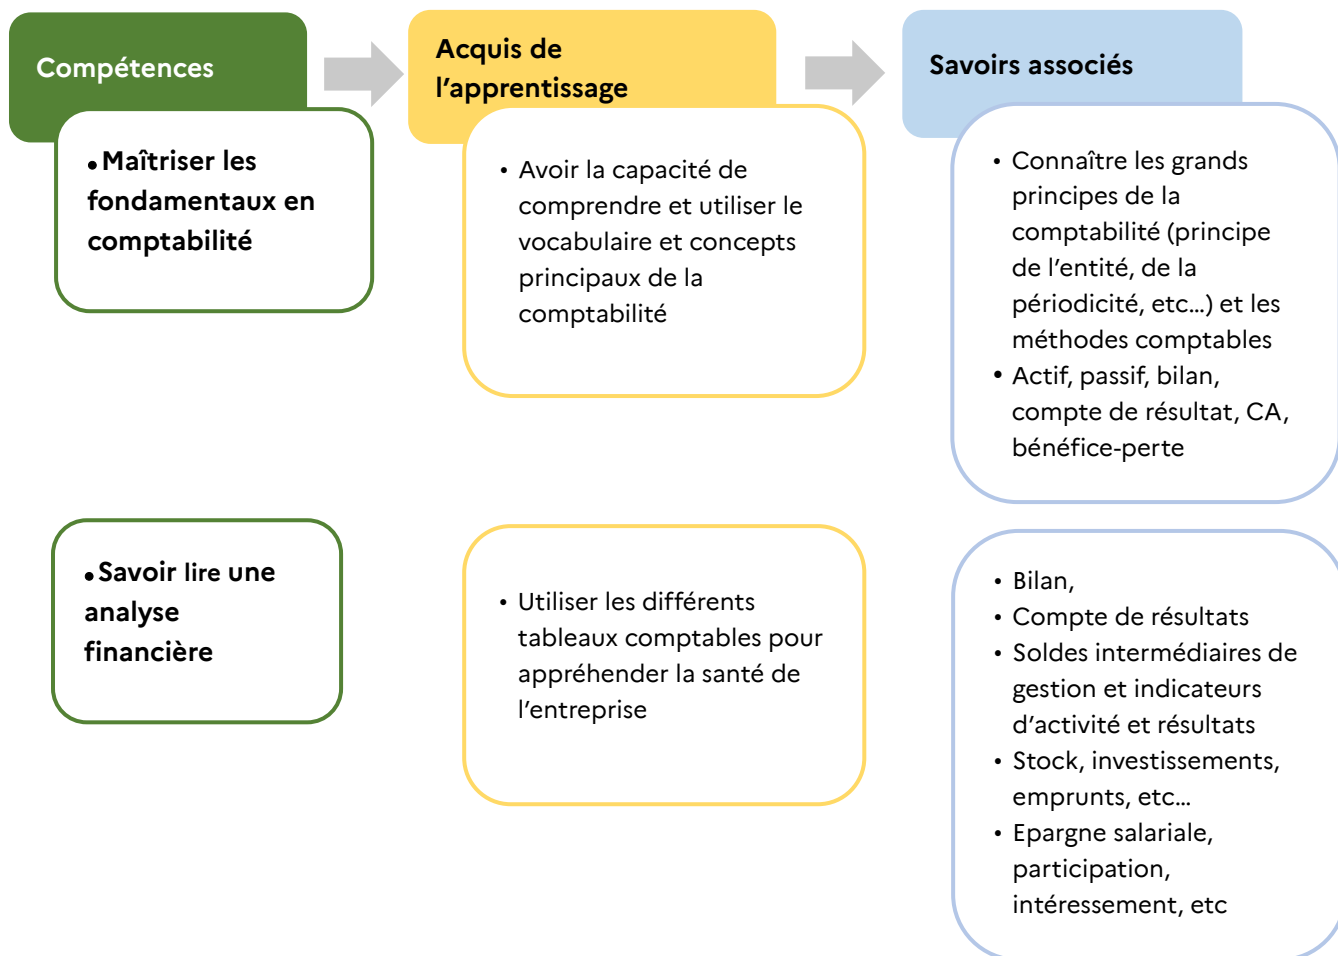 Compétences
Acquis de
l’apprentissage
Savoirs associés
•Maîtriser les
fondamentaux en
comptabilité
• Avoir la capacité de
comprendre et utiliser le
vocabulaire et concepts
principaux de la
comptabilité
• Connaître les grands
principes de la
comptabilité (principe
de l’entité, de la
périodicité, etc…) et les
méthodes comptables
• Actif, passif, bilan,
compte de résultat, CA,
bénéfice-perte
•Savoir lire une
analyse
financière
• Utiliser les différents
tableaux comptables pour
appréhender la santé de
l’entreprise
• Bilan,
• Compte de résultats
• Soldes intermédiaires de
gestion et indicateurs
d’activité et résultats
• Stock, investissements,
emprunts, etc…
• Epargne salariale,
participation,
intéressement, etc